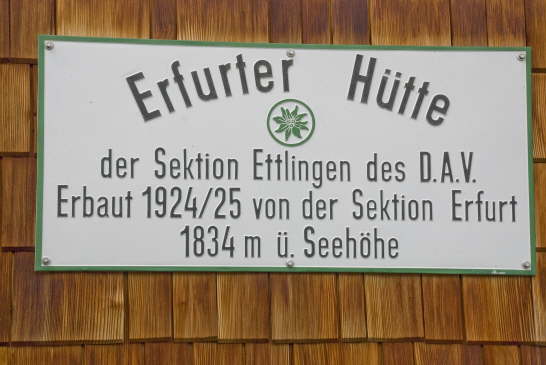 Erfurter Hütte
der Sektion Ettlingen des D.A.V.
Erbaut 1924/25 von der Sektion Erfurt
1834 m ü. Seehöhe